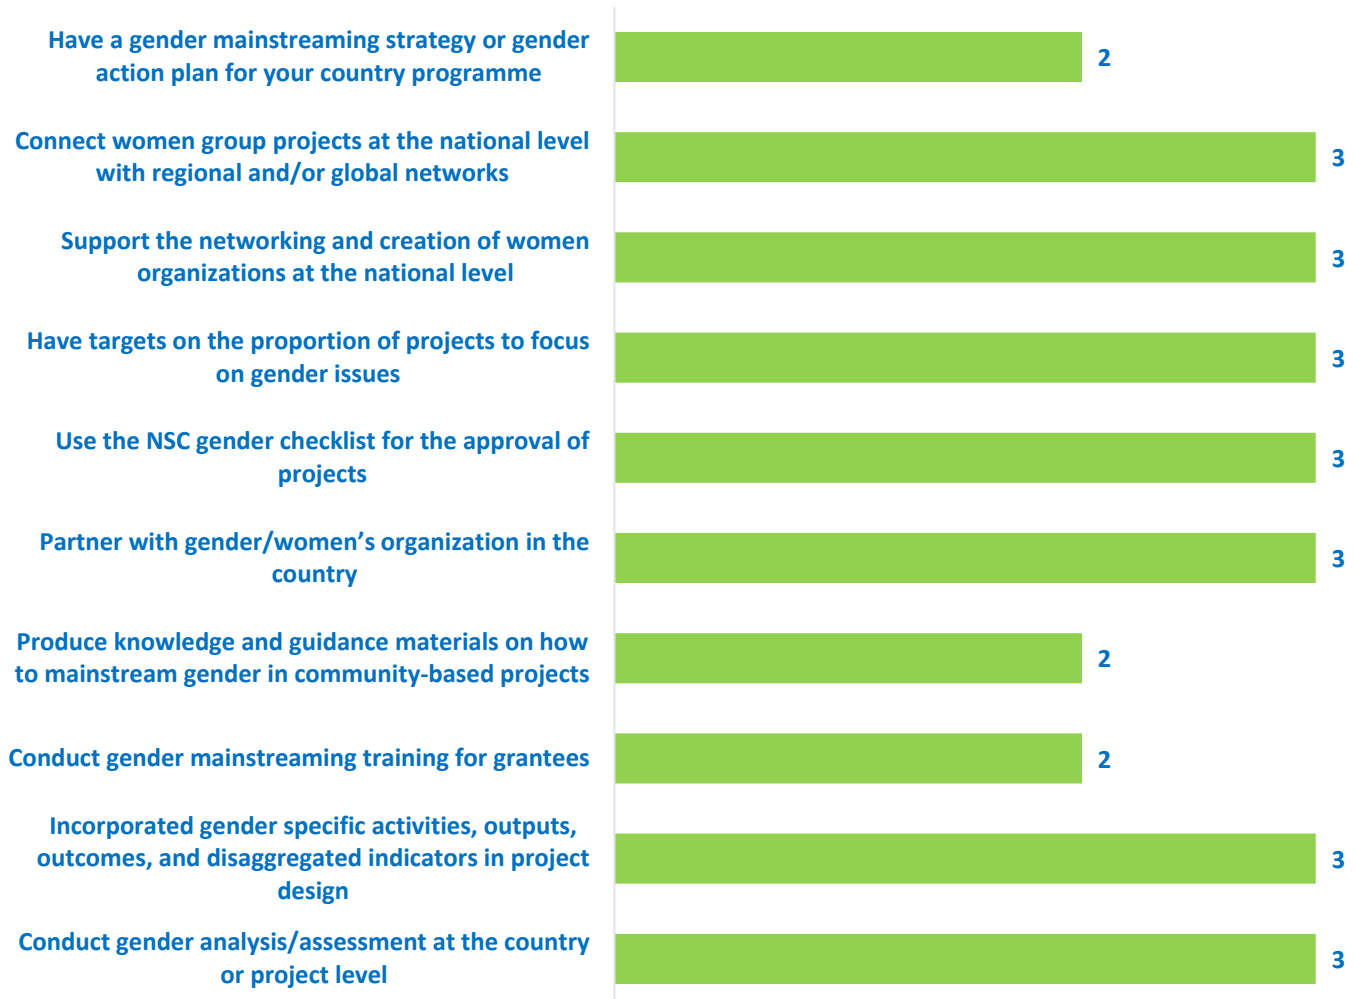 Have a gender mainstreaming strategy or gender
action plan for your country programme
2
Connect women group projects at the national level
with regional and/or global networks
3
Support the networking and creation of women
organizations at the national level
3
Have targets on the proportion of projects to focus
on gender issues
3
Use the NSC gender checklist for the approval of
projects
3
Partner with gender/women’s organization in the
country
3
Produce knowledge and guidance materials on how
to mainstream gender in community-based projects
2
Conduct gender mainstreaming training for grantees
2
Incorporated gender specific activities, outputs,
outcomes, and disaggregated indicators in project
design
3
Conduct gender analysis/assessment at the country
or project level
3